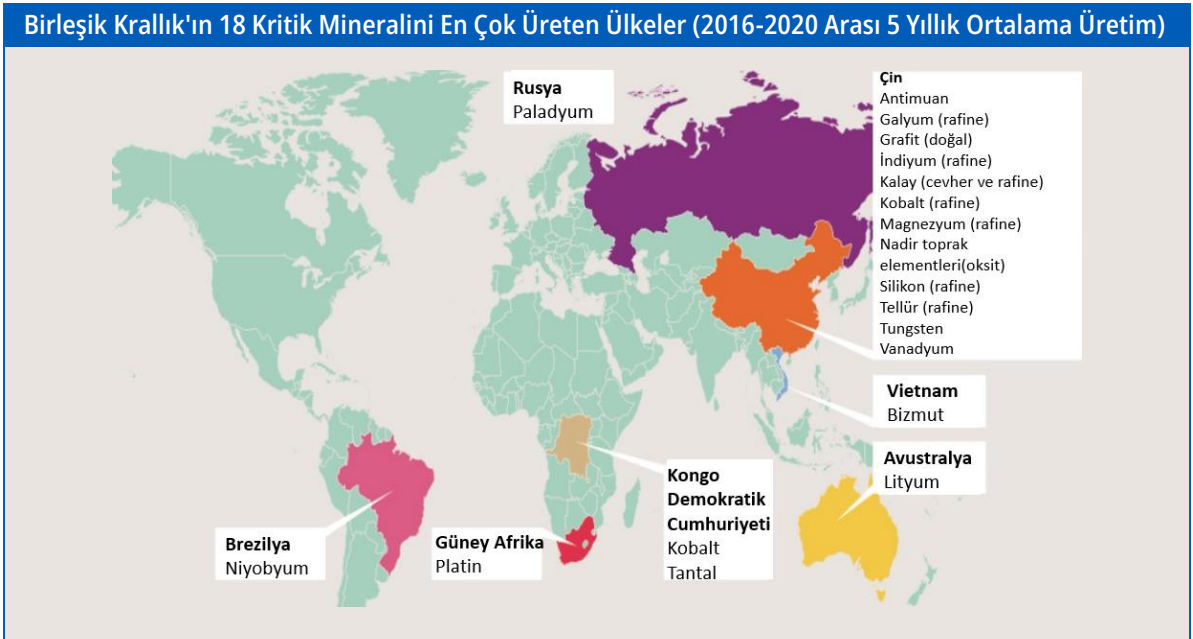 Birleşik Krallık'ın 18 Kritik Mineralini En Çok Üreten Ülkeler (2016-2020 Arası 5 Yıllık Ortalama Üretim)
Rusya
Paladyum
Çin
Antimuan
Galyum (rafine)
Grafit (doğal)
İndiyum (rafine)
Kalay (cevher ve rafine)
Kobalt (rafine)
Magnezyum (rafine)
Nadir toprak
elementleri(oksit)
Silikon (rafine)
Tellür (rafine)
Tungsten
Vanadyum
Vietnam
Bizmut
Avustralya
Lityum
Kongo
Demokratik
Cumhuriyeti
Kobalt
Tantal
Güney Afrika
Platin
Brezilya
Niyobyum